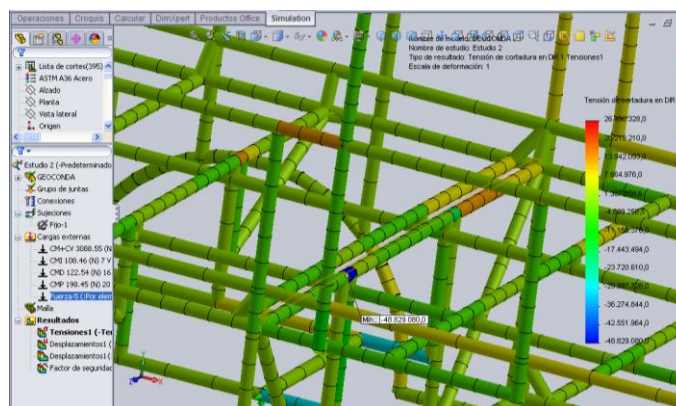 Operaciones Croquis Calcular DimXpert Productos Office Simulation
Nombre de estudio: Estudio 2
Tipo de resultado: Tensión de cortadura en DIR 1 Tensiones1
Escala de deformación: 1
Lista de cortes(395)
ASTM A36 Acero
Alzado
Planta
Vista lateral
Origen
Tensión de cortadura en DIR
Estudio 2 (-Predeterminado
GEOCONDA
Grupo de juntas
Conexiones
Sujeciones
Fijo-1
Cargas externas
CM+CV 3088.55 (N
CMI 108.46 (N) 7 V
CMD 122.54 (N) 16
CMP 198.45 (N) 20
Fuerza-5 (:Por elem
Malla
Resultados
Tensiones1 (-Ten
Desplazamientos1 (
Desplazamientos1 (
Factor de seguridad
-17.443.494,0
-23.720.610,0
-36.274.844,0
-42.551.964,0
-48.829.080,0
Mín.: -48.829.080,0